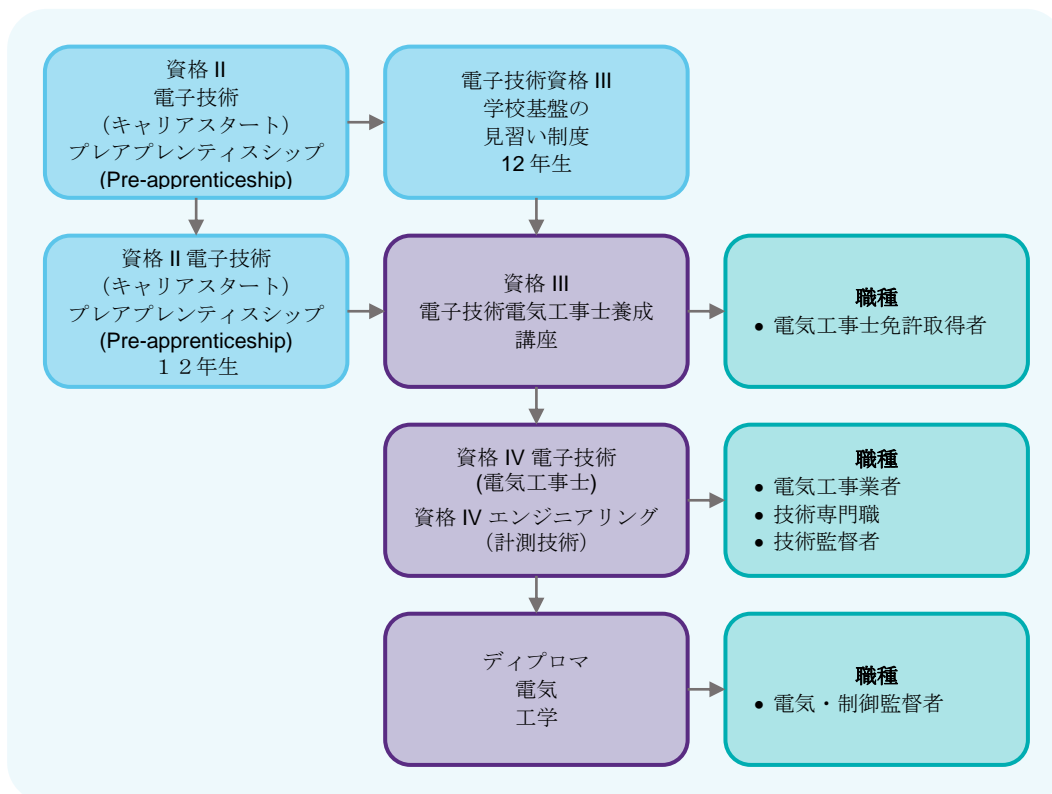 資格 II
電子技術
（キャリアスタート）
プレアプレンティスシップ
(Pre-apprenticeship)
電子技術資格 III
学校基盤の
見習い制度
12 年生
資格 II 電子技術
（キャリアスタート）
プレアプレンティスシップ
(Pre-apprenticeship)
１２年生
資格 III
電子技術電気工事士養成
講座
職種
• 電気工事士免許取得者
資格 IV 電子技術
(電気工事士)
資格 IV エンジニアリング
（計測技術）
職種
• 電気工事業者
• 技術専門職
• 技術監督者
ディプロマ
電気
工学
職種
• 電気・制御監督者